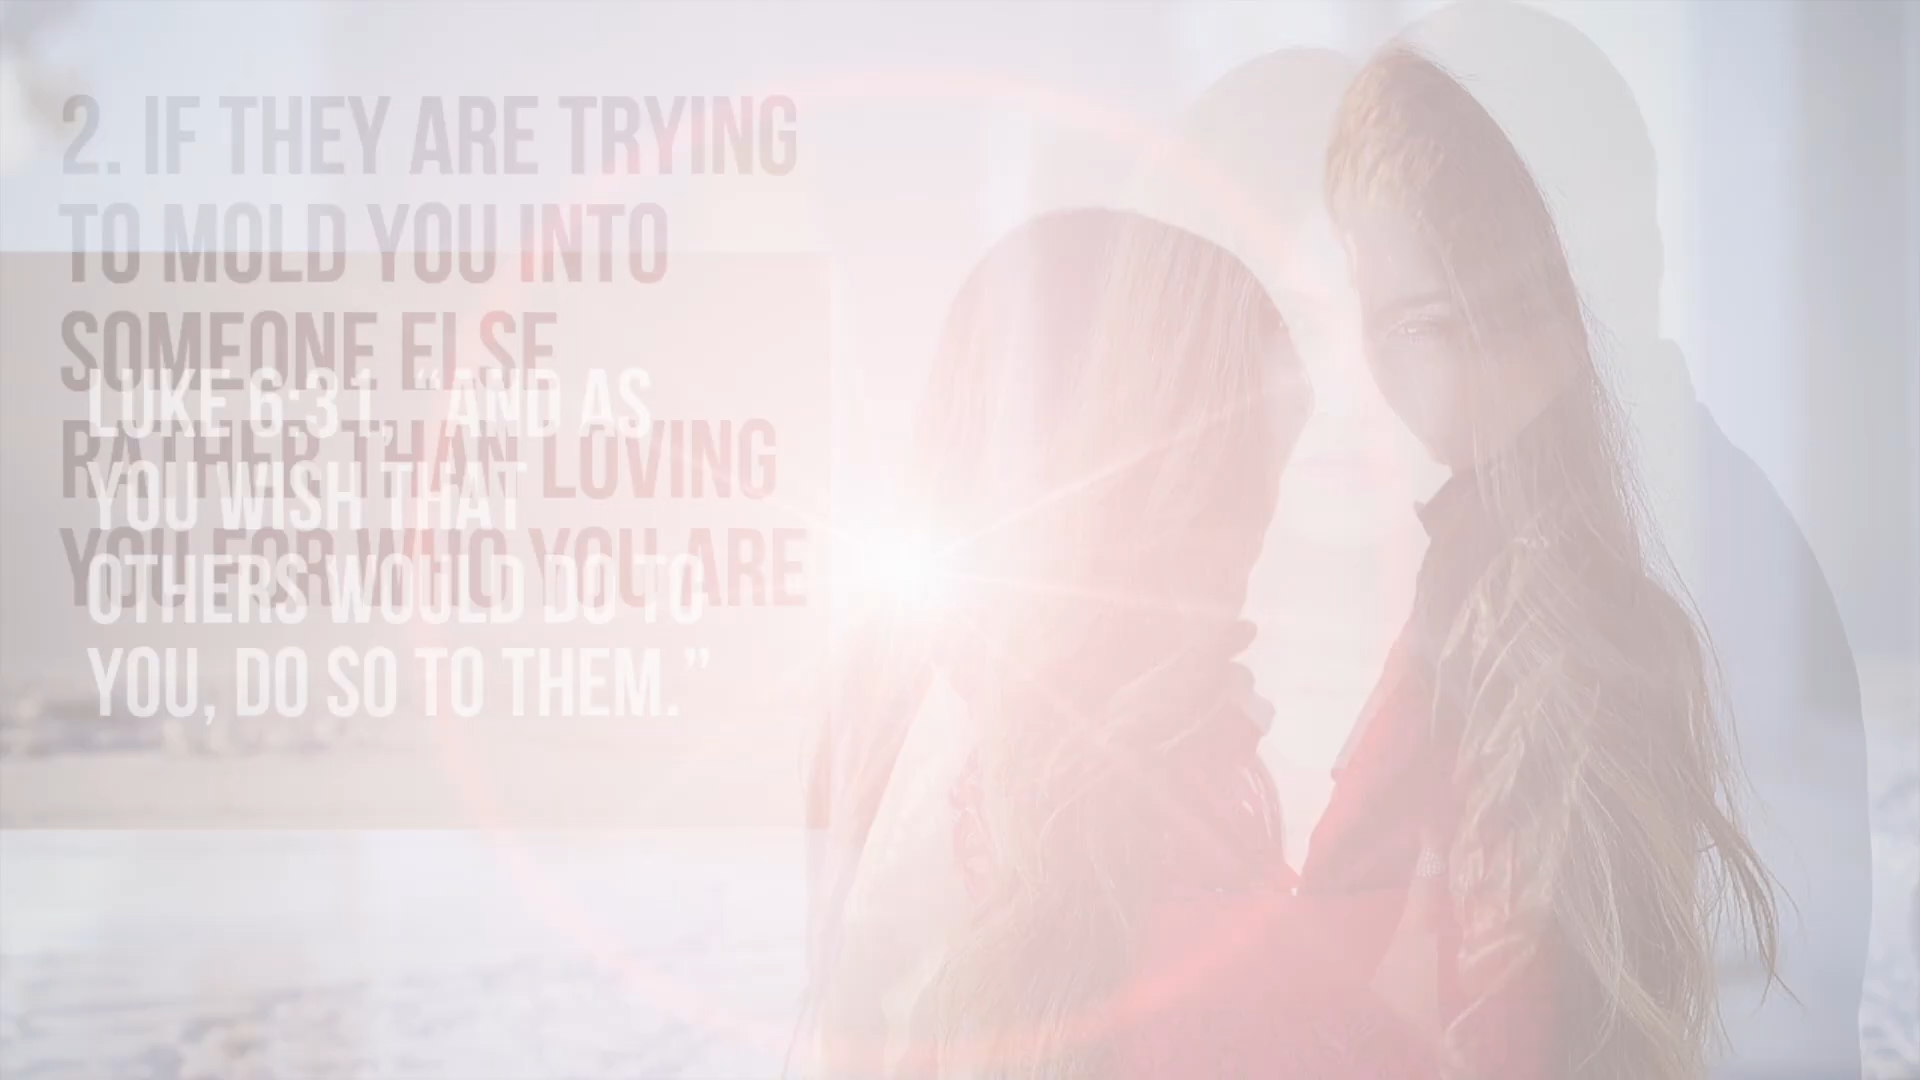 2. IF THEY ARE TRYING
TO MOLD YOU INTO
SOMEONE ELSE
RATHER THAN LOVING
YOU FOR WHO YOU ARE
LUKE 6:31, “AND AS
YOU WISH THAT
OTHERS WOULD DO TO
YOU, DO SO TO THEM.”